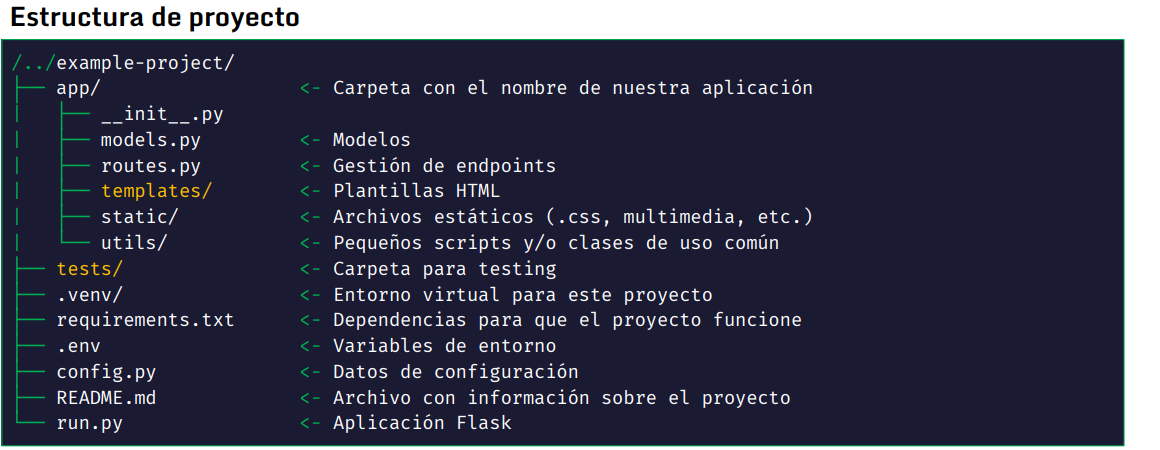 Estructura de proyecto
/../example-project/
├── app/ <- Carpeta con el nombre de nuestra aplicación
│   ├── __init__.py
│   ├── models.py <- Modelos
│   ├── routes.py <- Gestión de endpoints
│   ├── templates/ <- Plantillas HTML
│   ├── static/ <- Archivos estáticos (.css, multimedia, etc.)
│   └── utils/ <- Pequeños scripts y/o clases de uso común
├── tests/ <- Carpeta para testing
├── .venv/ <- Entorno virtual para este proyecto
├── requirements.txt <- Dependencias para que el proyecto funcione
├── .env <- Variables de entorno
├── config.py <- Datos de configuración
├── README.md <- Archivo con información sobre el proyecto
└── run.py <- Aplicación Flask